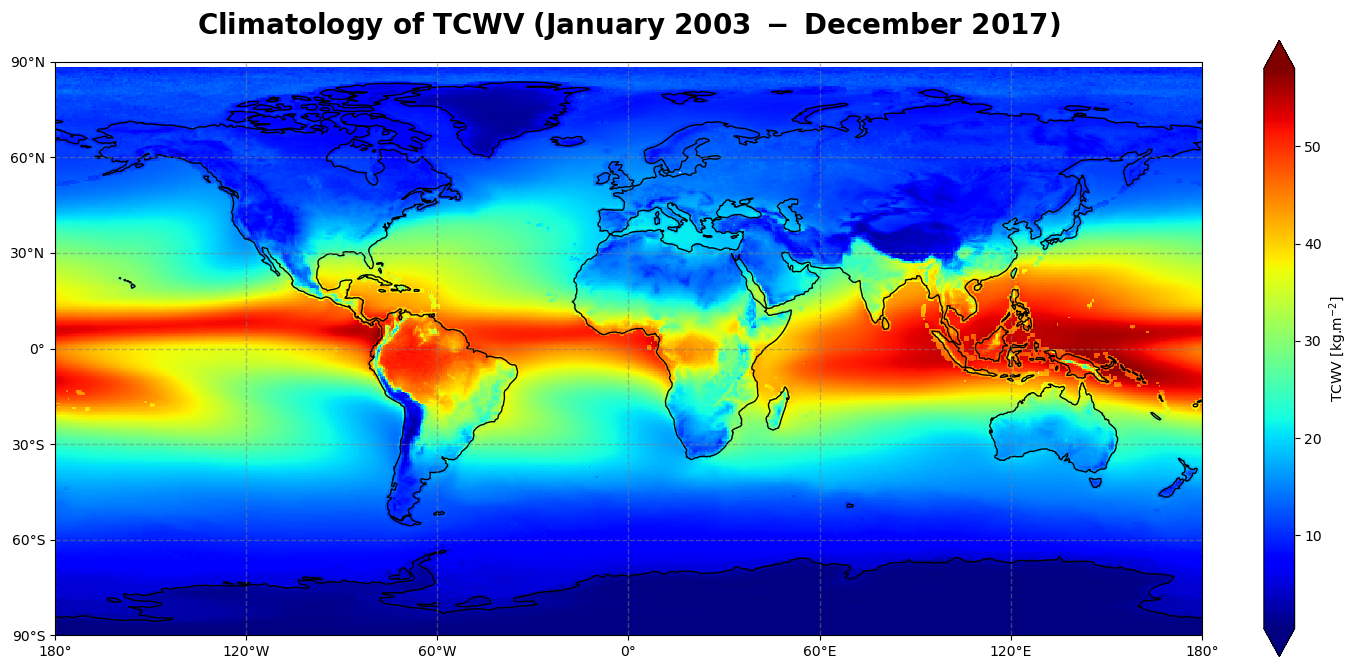 Climatology of TCWV (January 2003 − December 2017)
90°N
60°N
30°N
0°
30°S
60°S
90°S
180°
120°W
60°W
0°
60°E
120°E
180°
50
40
30
20
10
TCWV [kg.m⁻²]